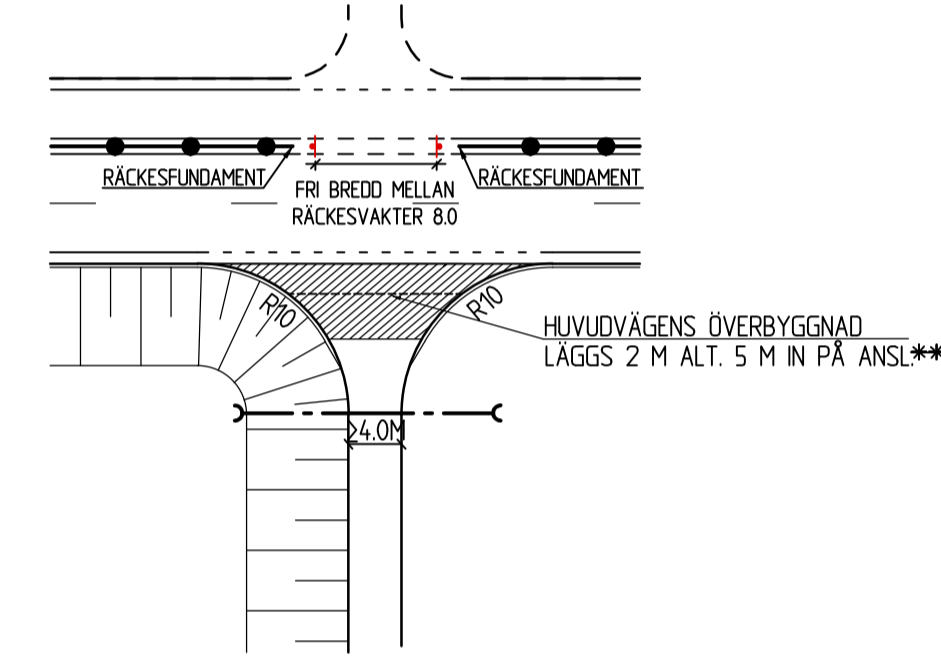 RÄCKESFUNDAMENT
RÄCKESFUNDAMENT
FRI BREDD MELLAN
RÄCKESVAKTER 8.0
R10
R10
HUVUDVÄGENS ÖVERBYGGNAD
LÄGGS 2 M ALT. 5 M IN PÅ ANSL.**
≥4.0M